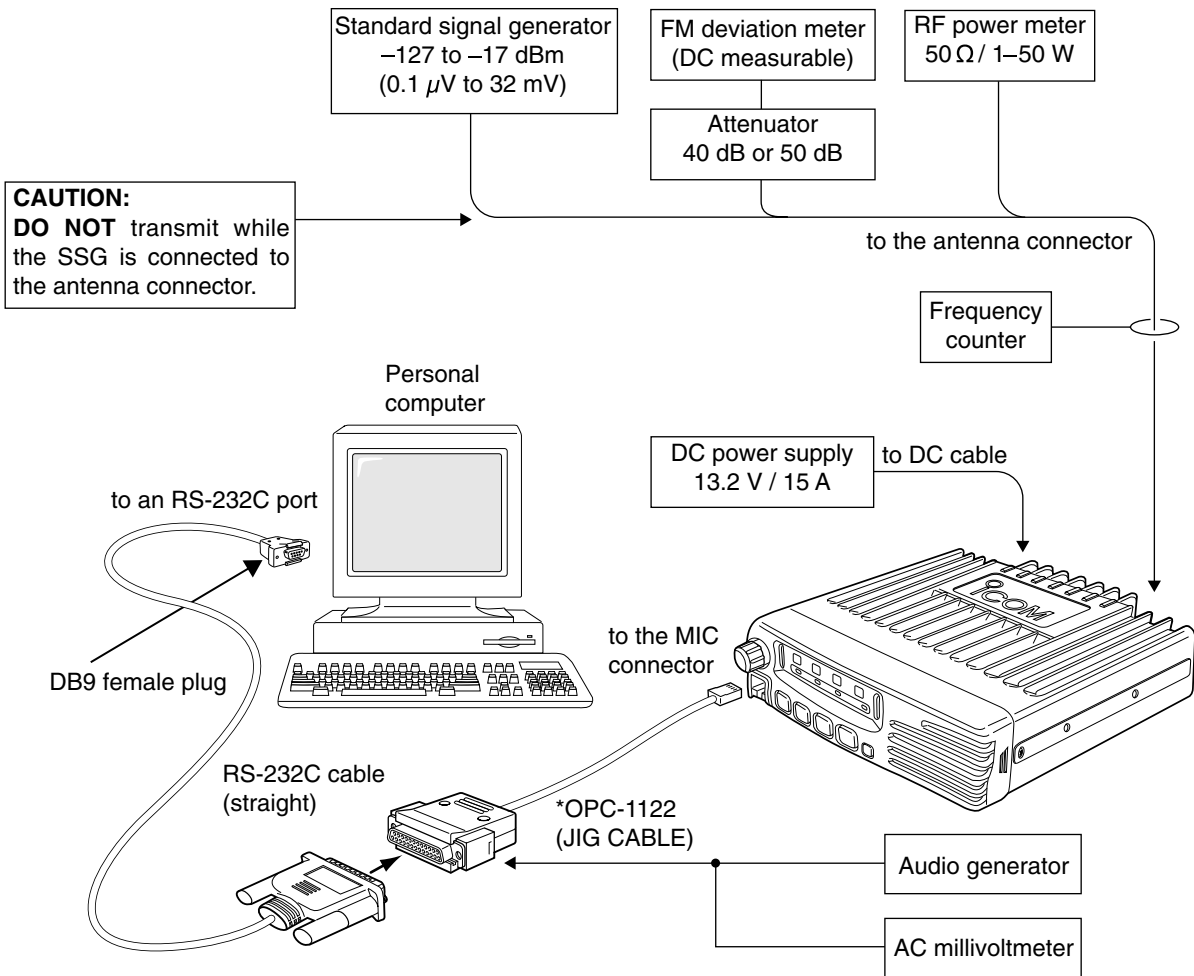 Standard signal generator
–127 to –17 dBm
(0.1 µV to 32 mV)
FM deviation meter
(DC measurable)
RF power meter
50 Ω / 1–50 W
Attenuator
40 dB or 50 dB
CAUTION:
DO NOT transmit while
the SSG is connected to
the antenna connector.
to the antenna connector
Frequency
counter
Personal
computer
DC power supply
13.2 V / 15 A
to DC cable
to an RS-232C port
ICOM
to the MIC
connector
DB9 female plug
RS-232C cable
(straight)
*OPC-1122
(JIG CABLE)
Audio generator
AC millivoltmeter